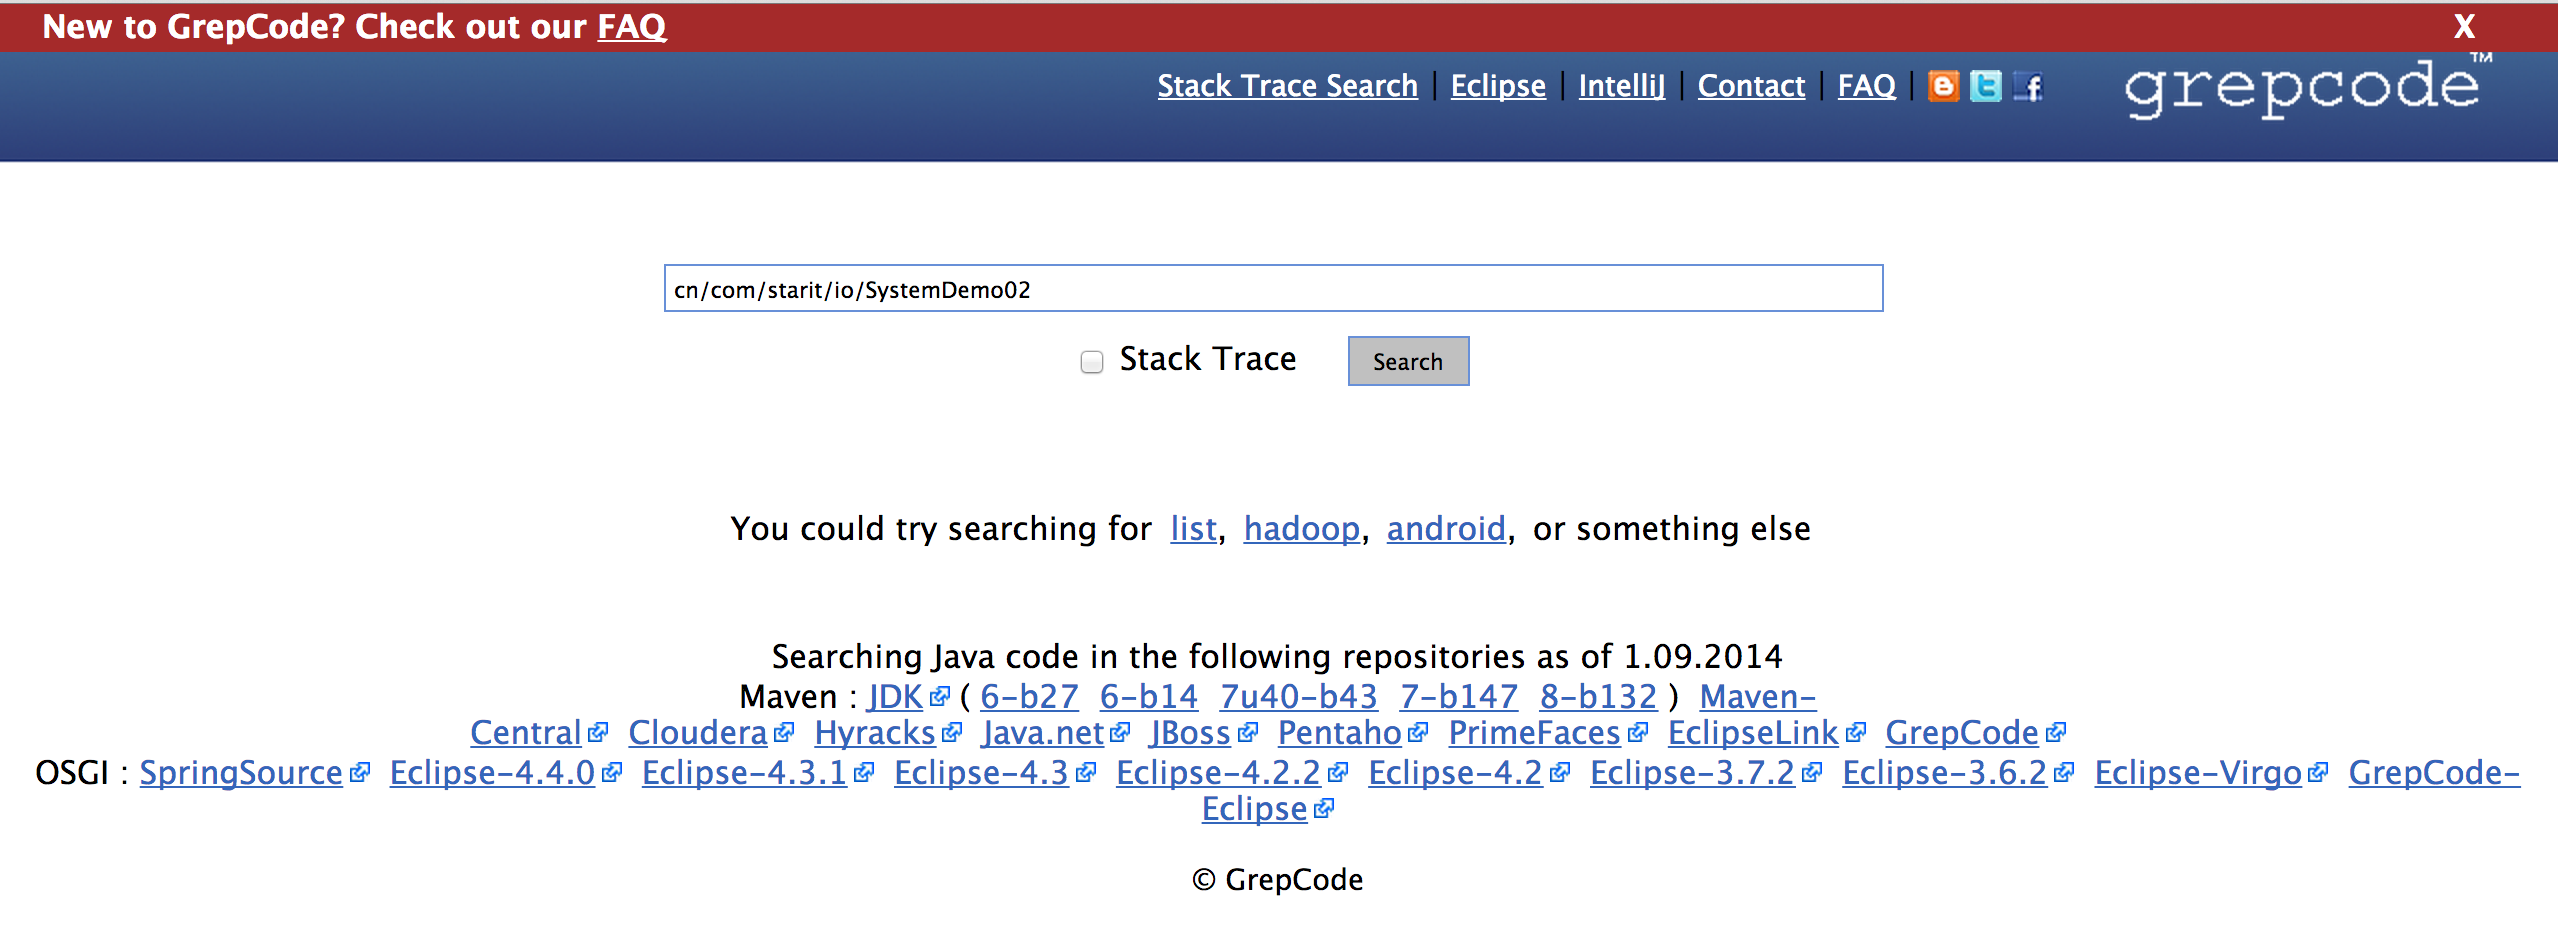 New to GrepCode? Check out our FAQ X
Stack Trace Search | Eclipse | IntelliJ | Contact | FAQ | grepcode™
cn/com/starit/io/SystemDemo02
Stack Trace Search
You could try searching for list, hadoop, android, or something else
Searching Java code in the following repositories as of 1.09.2014
Maven : JDK ( 6-b27 6-b14 7u40-b43 7-b147 8-b132 ) Maven-
Central Cloudera Hyracks Java.net JBoss Pentaho PrimeFaces EclipseLink GrepCode
OSGI : SpringSource Eclipse-4.4.0 Eclipse-4.3.1 Eclipse-4.3 Eclipse-4.2.2 Eclipse-4.2 Eclipse-3.7.2 Eclipse-3.6.2 Eclipse-Virgo GrepCode-
Eclipse
© GrepCode